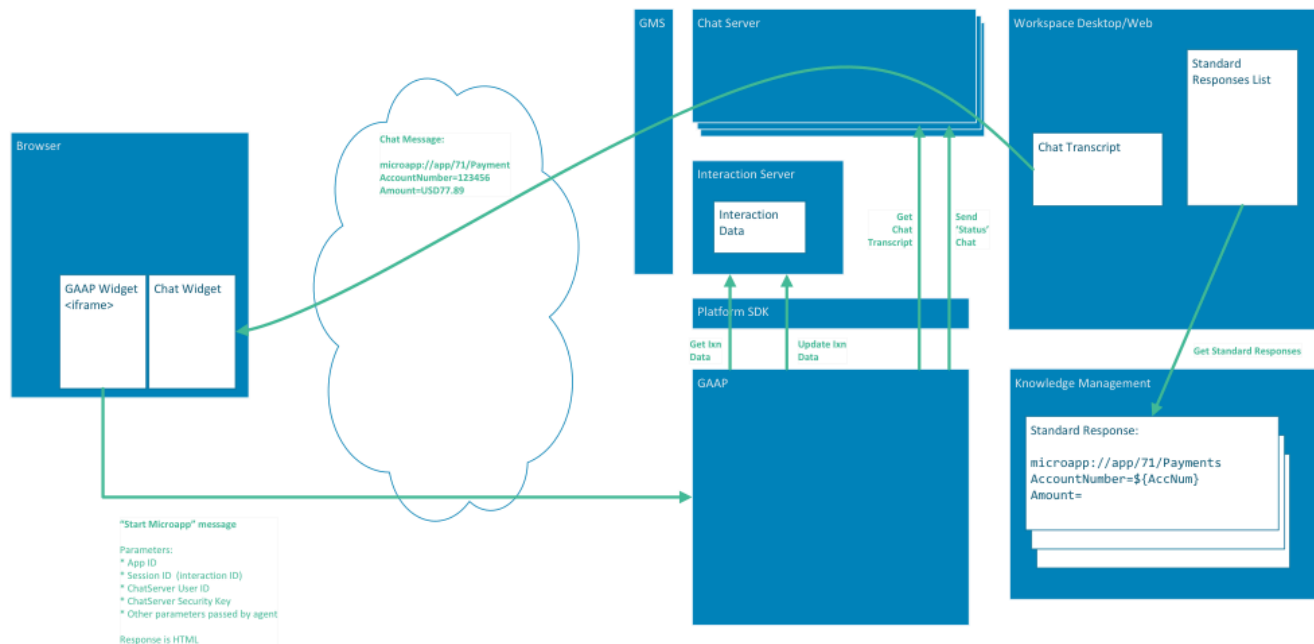 GMS
Chat Server
Workspace Desktop/Web
Standard
Responses List
Chat Transcript
Browser
Chat Message:
microapp://app/71/Payment
AccountNumber=123456
Amount=USD77.89
Interaction Server
Interaction
Data
Get
Chat
Transcript
Send
'Status'
Chat
GAAP Widget
<iframe>
Chat Widget
Platform SDK
Get Ixn
Data
Update Ixn
Data
Get Standard Responses
GAAP
Knowledge Management
Standard Response:
microapp://app/71/Payments
AccountNumber=${AccNum}
Amount=
"Start Microapp" message
Parameters:
* App ID
* Session ID (interaction ID)
* ChatServer User ID
* ChatServer Security Key
* Other parameters passed by agent
Response is HTML